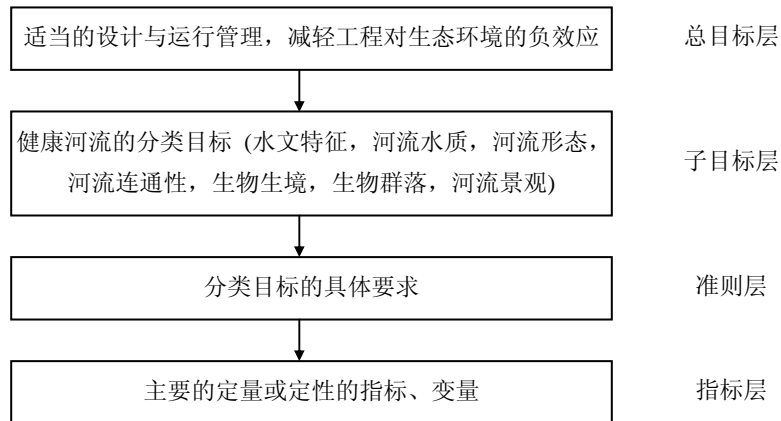 适当的设计与运行管理，减轻工程对生态环境的负效应
总目标层
健康河流的分类目标 (水文特征，河流水质，河流形态，
河流连通性，生物生境，生物群落，河流景观)
子目标层
分类目标的具体要求
准则层
主要的定量或定性的指标、变量
指标层